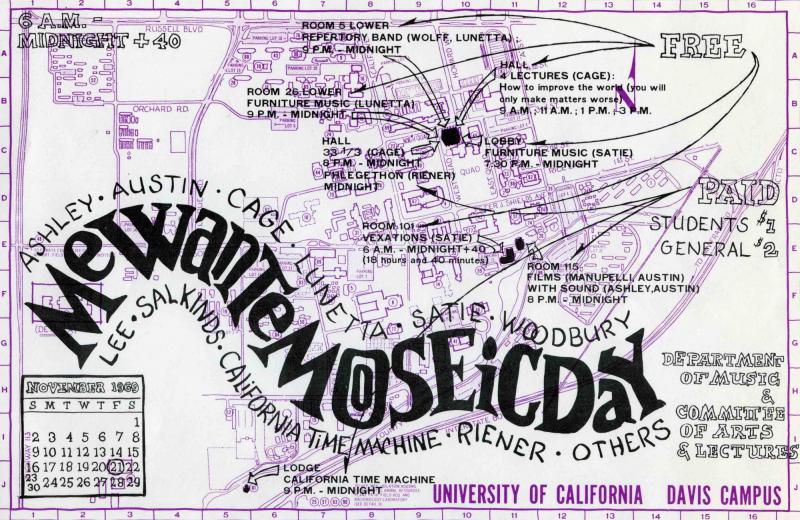 6 A.M. -
MIDNIGHT + 40
RUSSELL BLVD
ROOM 5 LOWER
REPERTORY BAND (WOLFF, LUNETTA)
9 P.M. - MIDNIGHT
FREE
HALL
4 LECTURES (CAGE):
How to improve the world (you will
only make matters worse)
9 A.M.; 11 A.M.; 1 P.M.; 3 P.M.
ROOM 26 LOWER
FURNITURE MUSIC (LUNETTA)
9 P.M. - MIDNIGHT
ORCHARD RD.
HALL
33 1/3 (CAGE)
8 P.M. - MIDNIGHT
PHLEGETHON (RIENER)
MIDNIGHT
LOBBY
FURNITURE MUSIC (SATIE)
7:30 P.M. - MIDNIGHT
PAID
STUDENTS $1
GENERAL $2
ROOM 101
VEXATIONS (SATIE)
6 A.M. - MIDNIGHT+40
(18 hours and 40 minutes)
ROOM 115
FILMS (MANUPELLI, AUSTIN)
WITH SOUND (ASHLEY, AUSTIN)
8 P.M. - MIDNIGHT
ASHLEY · AUSTIN · CAGE · LUNETTA · SATIE · WOODBURY
MeWanTeMOOSEiCDaY
LEE · SALKINDS · CALIFORNIA TIME MACHINE · RIENER · OTHERS
DEPARTMENT
OF MUSIC
&
COMMITTEE
OF ARTS
& LECTURES
NOVEMBER 1969
S M T W T F S
1
2 3 4 5 6 7 8
9 10 11 12 13 14 15
16 17 18 19 20 21 22
23 30 24 25 26 27 28 29
LODGE
CALIFORNIA TIME MACHINE
9 P.M. - MIDNIGHT
UNIVERSITY OF CALIFORNIA DAVIS CAMPUS